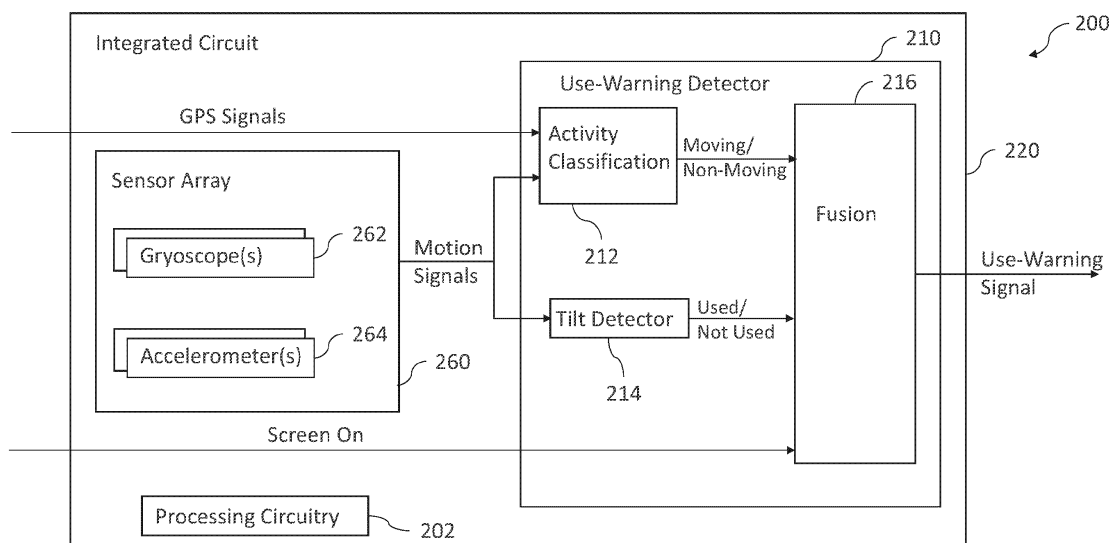 200
Integrated Circuit
210
Use-Warning Detector
216
GPS Signals
Activity
Classification
Moving/
Non-Moving
220
Sensor Array
Gryoscope(s)
262
212
Fusion
Motion
Signals
Use-Warning
Signal
Accelerometer(s)
264
260
Tilt Detector
Used/
Not Used
214
Screen On
Processing Circuitry
202